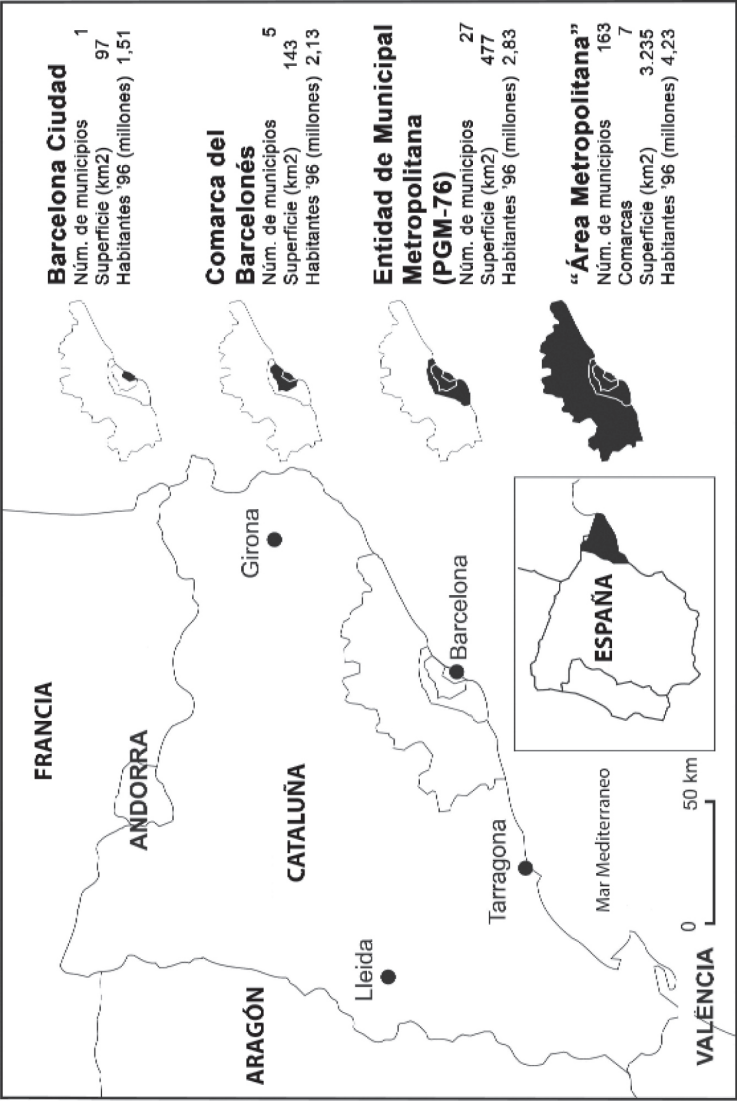 FRANCIA
ANDORRA
CATALUÑA
ARAGÓN
Lleida
Girona
Barcelona
Tarragona
Mar Mediterraneo
VALÈNCIA
0 50 km
ESPAÑA
Barcelona Ciudad
Núm. de municipios 1
Superficie (km2) 97
Habitantes '96 (millones) 1,51
Comarca del
Barcelonés
Núm. de municipios 5
Superficie (km2) 143
Habitantes '96 (millones) 2,13
Entidad de Municipal
Metropolitana
(PGM-76)
Núm. de municipios 27
Superficie (km2) 477
Habitantes '96 (millones) 2,83
“Área Metropolitana”
Núm. de municipios 163
Comarcas 7
Superficie (km2) 3.235
Habitantes '96 (millones) 4,23